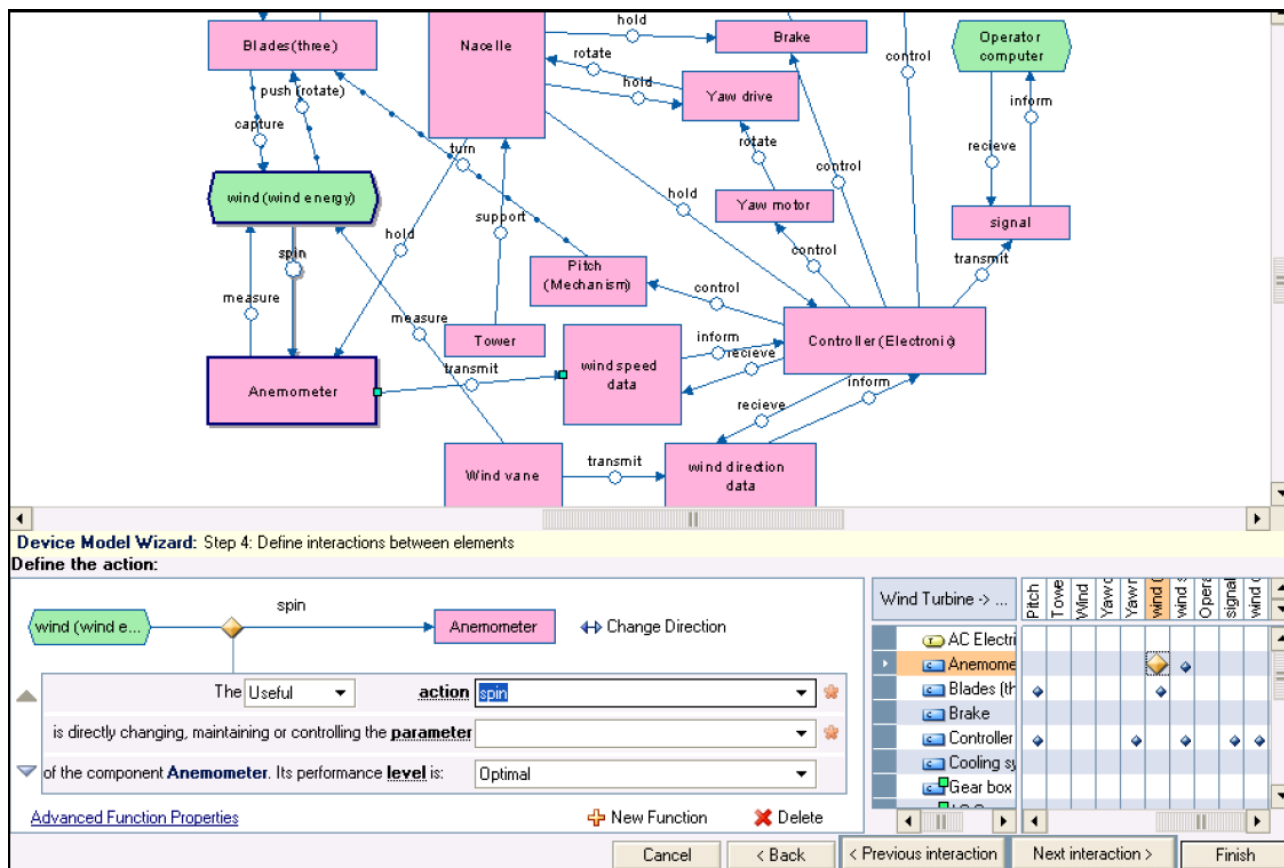 hold
Blades(three)
Nacelle
Brake
Operator
computer
rotate
control
hold
Yaw drive
push (rotate)
inform
capture
turn
rotate
recieve
control
wind (wind energy)
hold
Yaw motor
support
signal
spin
hold
control
transmit
Pitch
(Mechanism)
control
measure
measure
Tower
inform
Controller(Electronic)
wind speed
data
recieve
transmit
inform
Anemometer
recieve
Wind vane
transmit
wind direction
data
Device Model Wizard: Step 4: Define interactions between elements
Define the action:
spin
wind (wind e...
Anemometer
Change Direction
The Useful action spin
is directly changing, maintaining or controlling the parameter
of the component Anemometer. Its performance level is: Optimal
Advanced Function Properties
New Function
Delete
Wind Turbine -> ...
Pitch
Towe
Wind
Yaw
Yaw
wind
wind s
Opera
signal
wind
AC Electri
Anemome
Blades (th
Brake
Controller
Cooling sy
Gear box
Cancel
< Back
< Previous interaction
Next interaction >
Finish